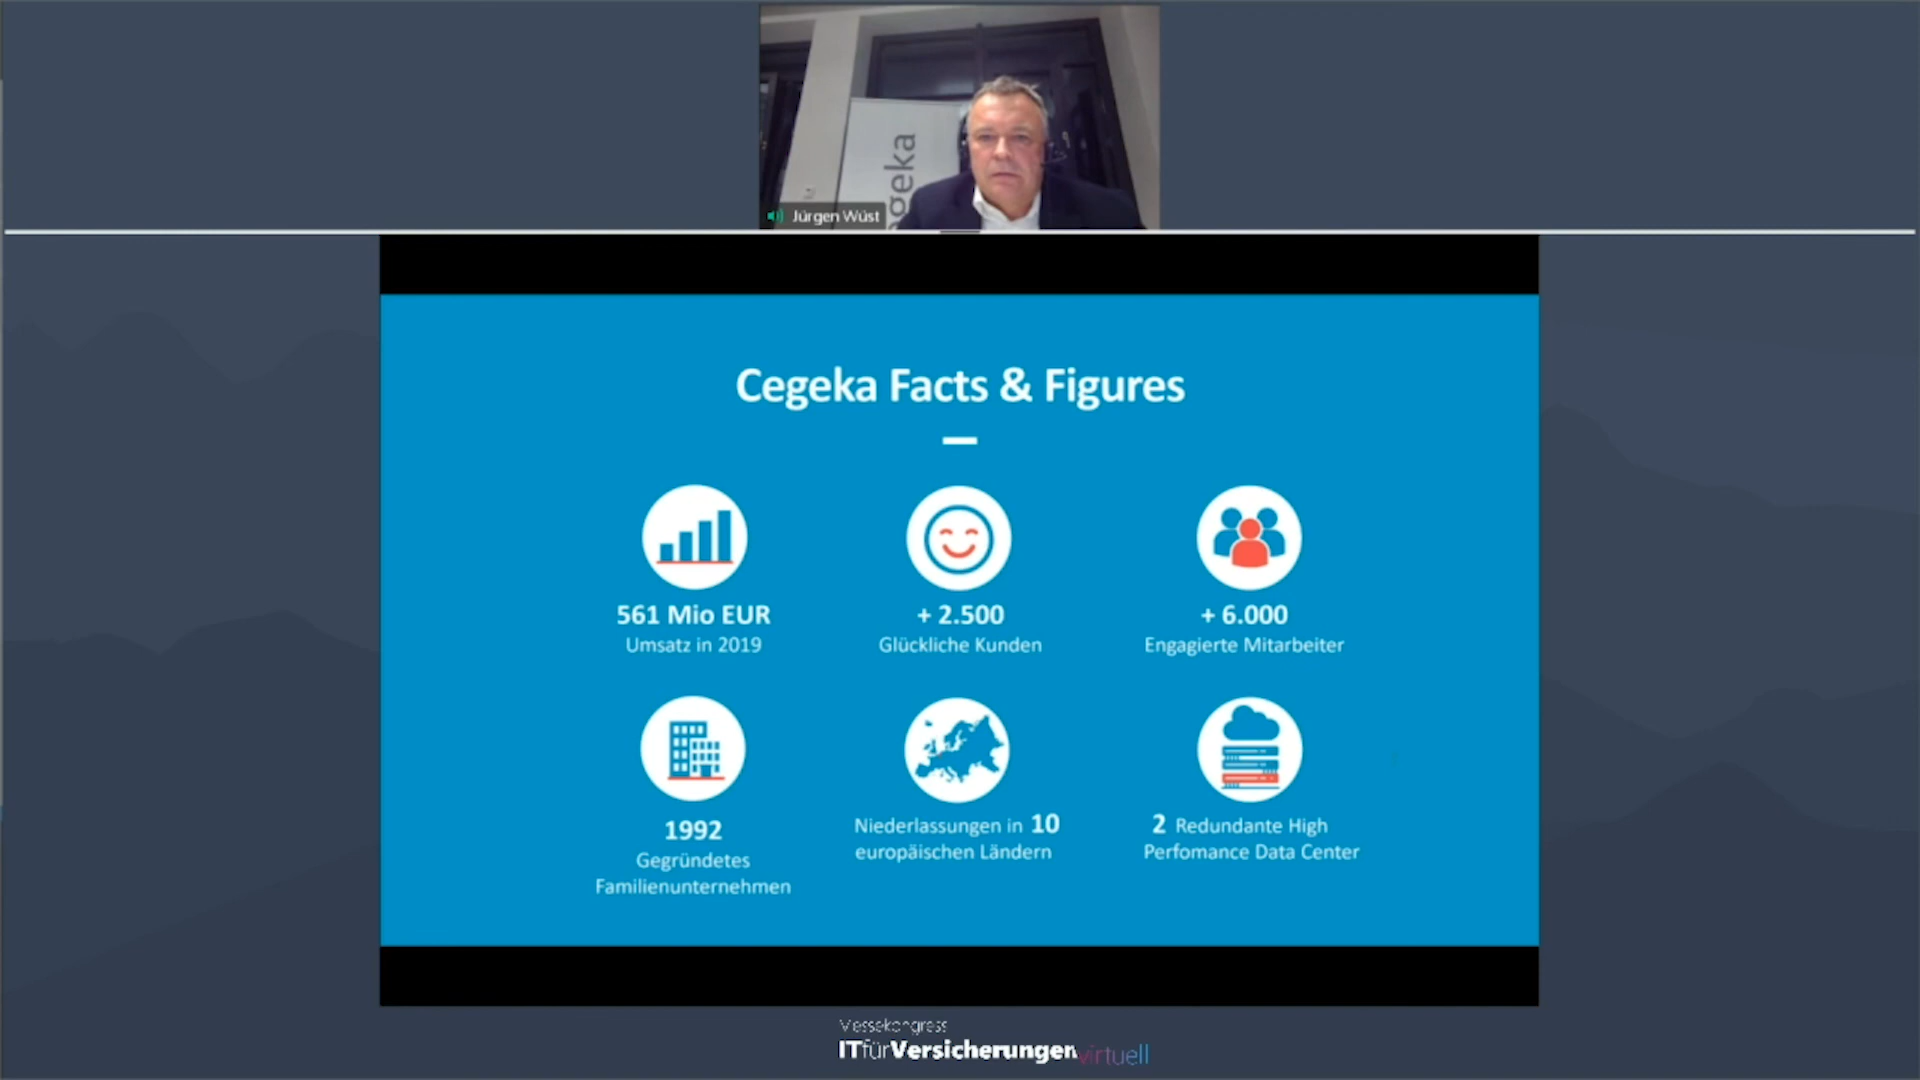 egeka
Jürgen Wüst
Cegeka Facts & Figures
561 Mio EUR
Umsatz in 2019
+ 2.500
Glückliche Kunden
+ 6.000
Engagierte Mitarbeiter
1992
Gegründetes
Familienunternehmen
Niederlassungen in 10
europäischen Ländern
2 Redundante High
Perfomance Data Center
Messekongress
ITfürVersicherungen virtuell